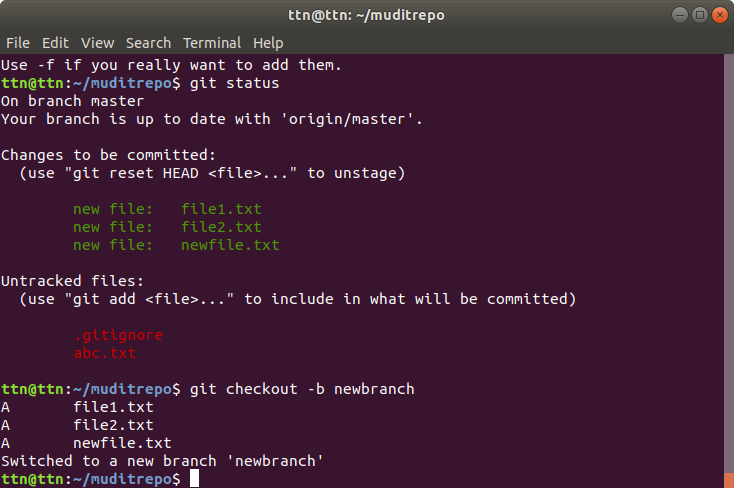 ttn@ttn: ~/muditrepo
File Edit View Search Terminal Help
Use -f if you really want to add them.
ttn@ttn:~/muditrepo$ git status
On branch master
Your branch is up to date with 'origin/master'.
Changes to be committed:
  (use "git reset HEAD <file>..." to unstage)
        new file:   file1.txt
        new file:   file2.txt
        new file:   newfile.txt
Untracked files:
  (use "git add <file>..." to include in what will be committed)
        .gitignore
        abc.txt
ttn@ttn:~/muditrepo$ git checkout -b newbranch
A       file1.txt
A       file2.txt
A       newfile.txt
Switched to a new branch 'newbranch'
ttn@ttn:~/muditrepo$